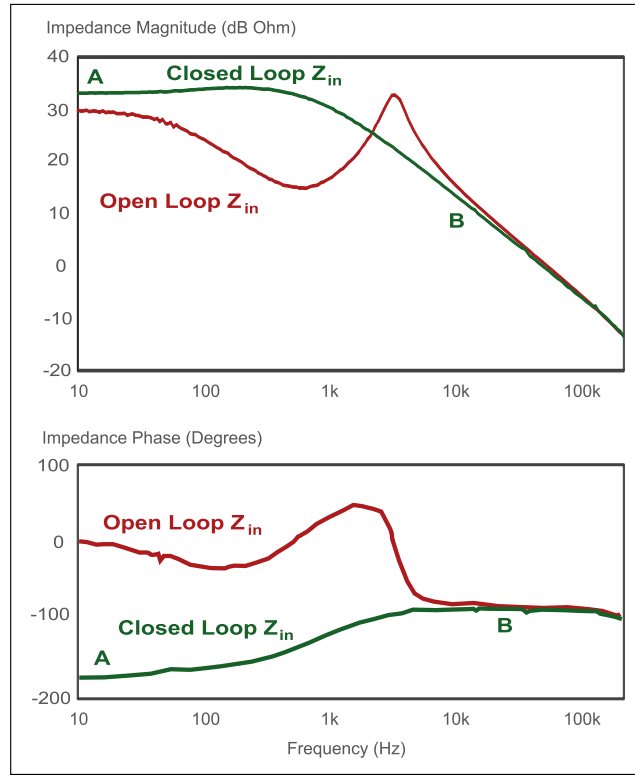 Impedance Magnitude (dB Ohm)
40
30
20
10
0
-10
-20
A
Closed Loop Zin
Open Loop Zin
B
10 100 1k 10k 100k
Impedance Phase (Degrees)
100
0
-100
-200
Open Loop Zin
Closed Loop Zin
A
B
10 100 1k 10k 100k
Frequency (Hz)